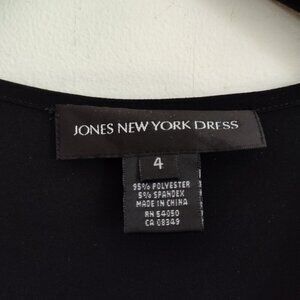 JONES NEW YORK DRESS
4
95% POLYESTER
5% SPANDEX
MADE IN CHINA
RN 54050
CA 08349